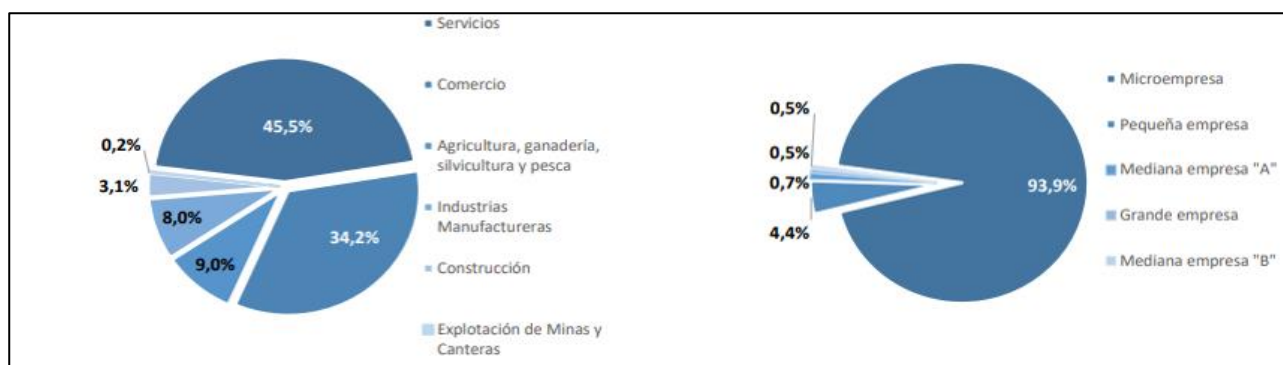 Servicios
Comercio
Agricultura, ganadería,
silvicultura y pesca
Industrias
Manufactureras
Construcción
Explotación de Minas y
Canteras
45,5%
34,2%
9,0%
8,0%
3,1%
0,2%
Microempresa
Pequeña empresa
Mediana empresa "A"
Grande empresa
Mediana empresa "B"
93,9%
4,4%
0,7%
0,5%
0,5%